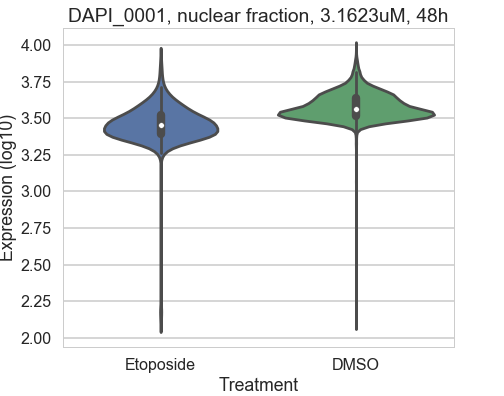 DAPI_0001, nuclear fraction, 3.1623uM, 48h
Expression (log10)
4.00
3.75
3.50
3.25
3.00
2.75
2.50
2.25
2.00
Etoposide DMSO
Treatment